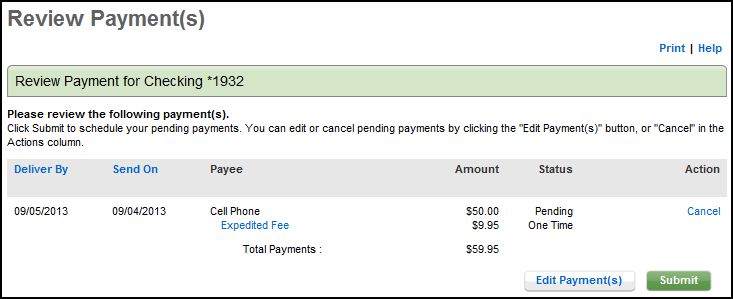 Review Payment(s)
Print | Help
Review Payment for Checking *1932
Please review the following payment(s).
Click Submit to schedule your pending payments. You can edit or cancel pending payments by clicking the "Edit Payment(s)" button, or "Cancel" in the
Actions column.
Deliver By Send On Payee Amount Status Action
09/05/2013 09/04/2013 Cell Phone $50.00 Pending Cancel
Expedited Fee $9.95 One Time
Total Payments : $59.95
Edit Payment(s) Submit